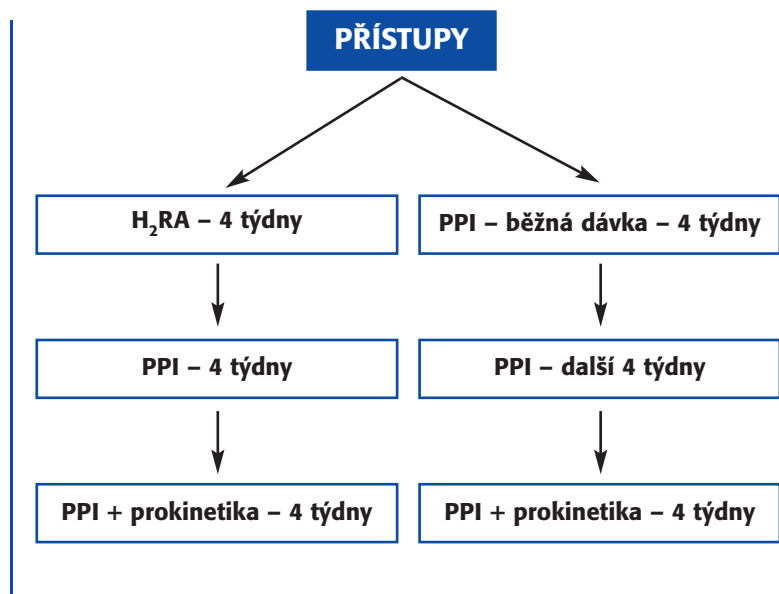 PŘÍSTUPY
H₂RA – 4 týdny
PPI – běžná dávka – 4 týdny
PPI – 4 týdny
PPI – další 4 týdny
PPI + prokinetika – 4 týdny
PPI + prokinetika – 4 týdny